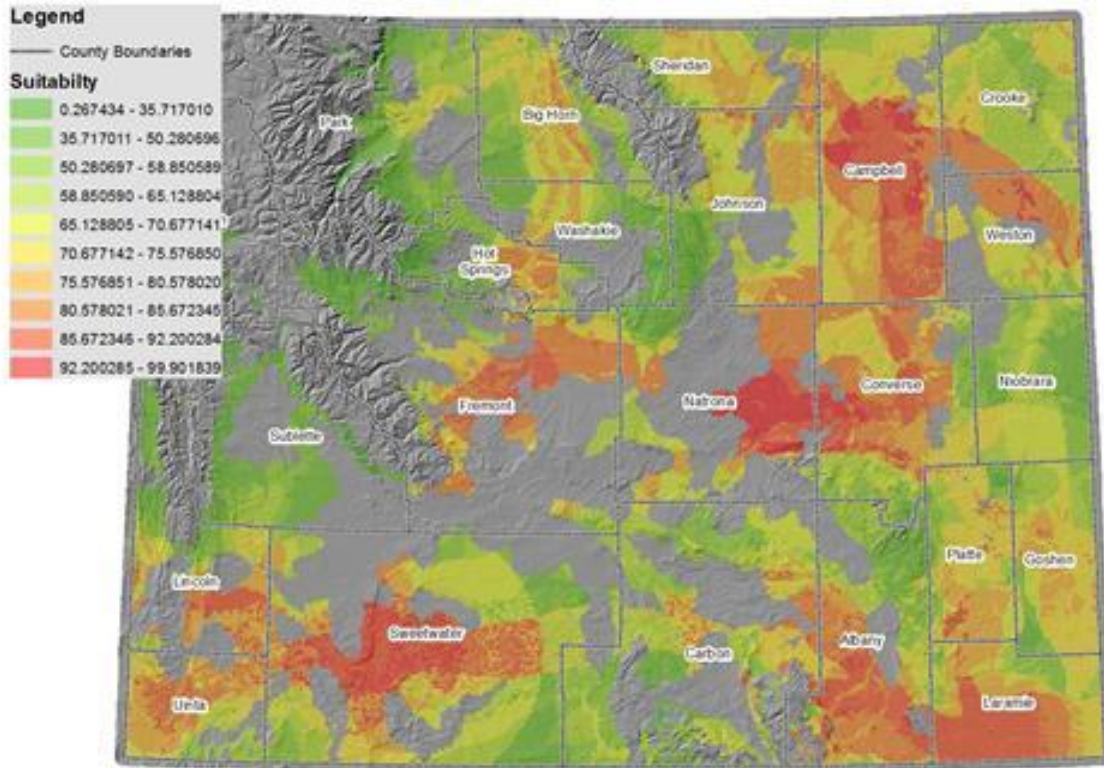 Legend
County Boundaries
Suitabilty
0.267434 - 35.717010
35.717011 - 50.280696
50.280697 - 58.850589
58.850590 - 65.128804
65.128805 - 70.677141
70.677142 - 75.576850
75.576851 - 80.578020
80.578021 - 85.672345
85.672346 - 92.200284
92.200285 - 99.901839
Sheridan
Crooke
Park
Big Horn
Campbell
Johnson
Washakie
Weston
Hot
Springs
Niobrara
Converse
Natrona
Fremont
Sublette
Platte
Goshen
Lincoln
Sweetwater
Albany
Carbon
Uinta
Laramie